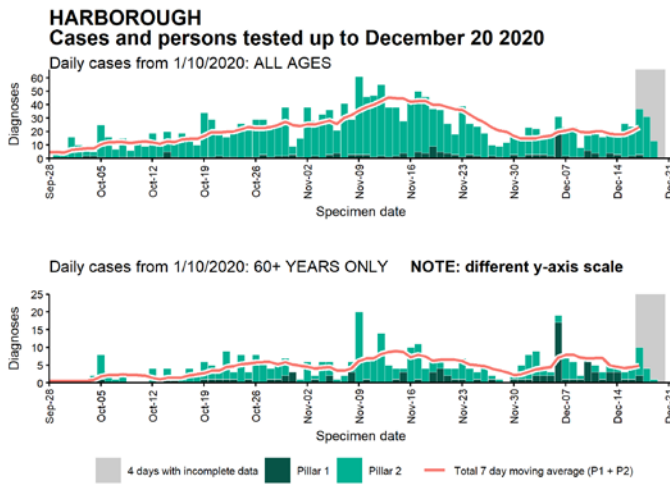 HARBOROUGH
Cases and persons tested up to December 20 2020
Daily cases from 1/10/2020: ALL AGES
Diagnoses
60
50
40
30
20
10
0
Sep-28
Oct-05
Oct-12
Oct-19
Oct-26
Nov-02
Nov-09
Nov-16
Nov-23
Nov-30
Dec-07
Dec-14
Dec-21
Specimen date
Daily cases from 1/10/2020: 60+ YEARS ONLY NOTE: different y-axis scale
Diagnoses
25
20
15
10
5
0
Sep-28
Oct-05
Oct-12
Oct-19
Oct-26
Nov-02
Nov-09
Nov-16
Nov-23
Nov-30
Dec-07
Dec-14
Dec-21
Specimen date
4 days with incomplete data Pillar 1 Pillar 2 Total 7 day moving average (P1 + P2)